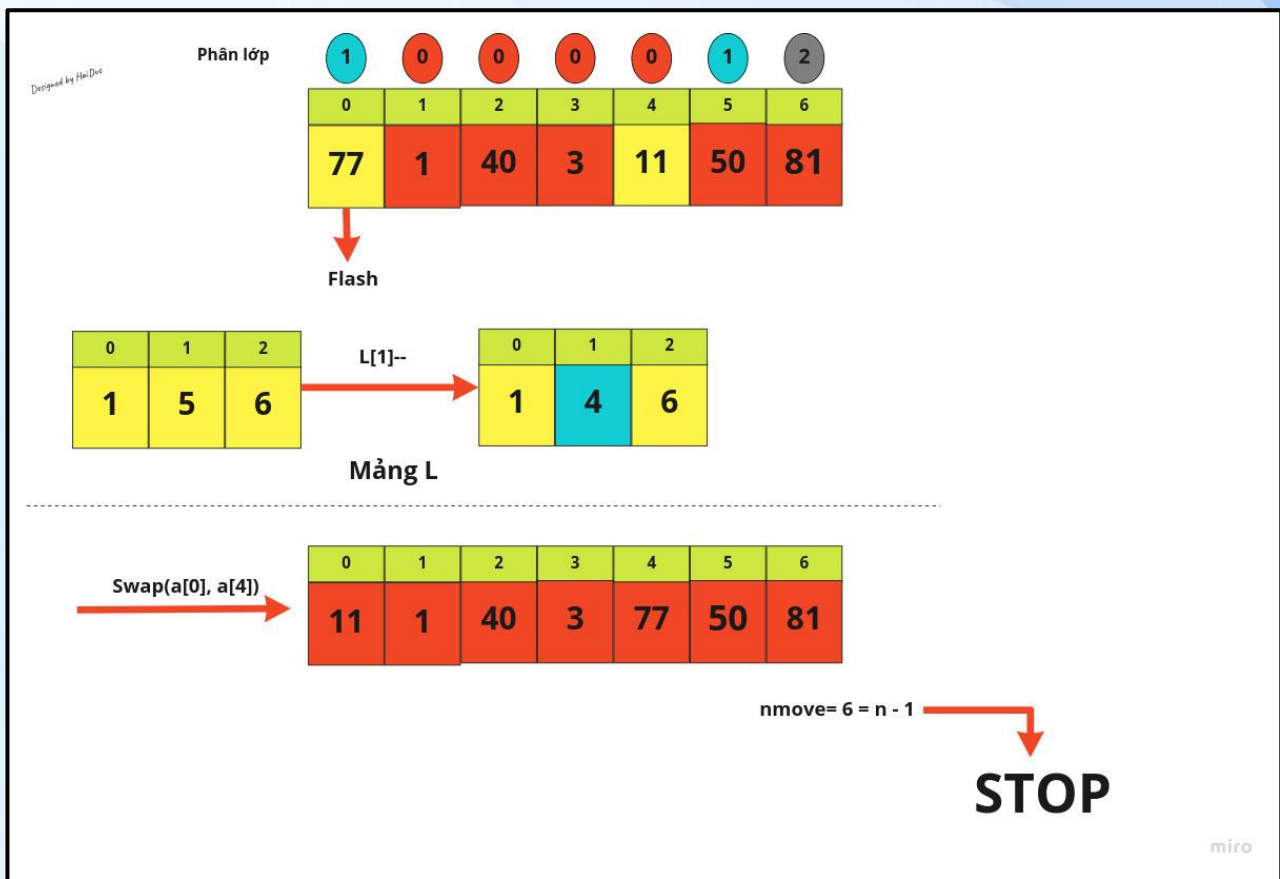 Phân lớp
1 0 0 0 0 1 2
Designed by HaiDuc
0 1 2 3 4 5 6
77 1 40 3 11 50 81
Flash
0 1 2
1 5 6
L[1]--
0 1 2
1 4 6
Mảng L
Swap(a[0], a[4])
0 1 2 3 4 5 6
11 1 40 3 77 50 81
nmove= 6 = n - 1
STOP
miro